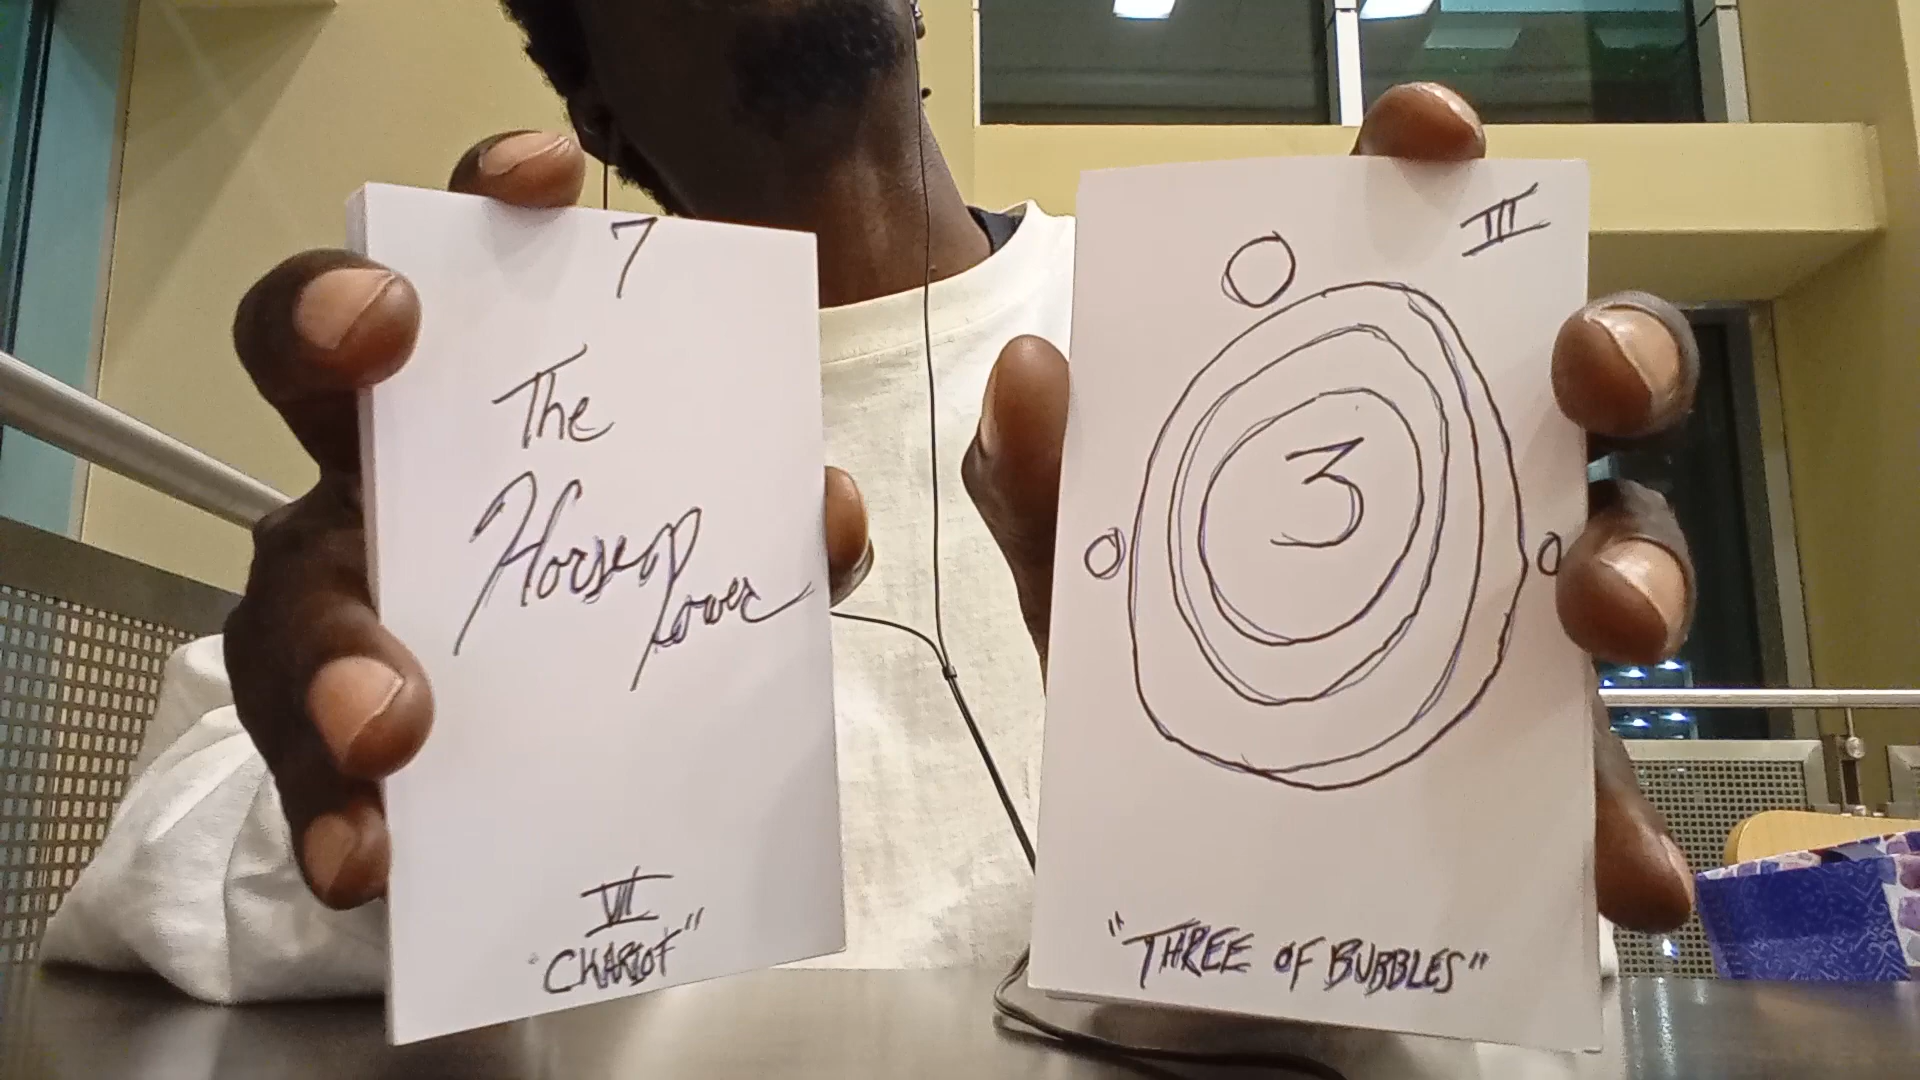 7
The
Horse
Power
VII
"CHARIOT"
III
3
"THREE OF BUBBLES"